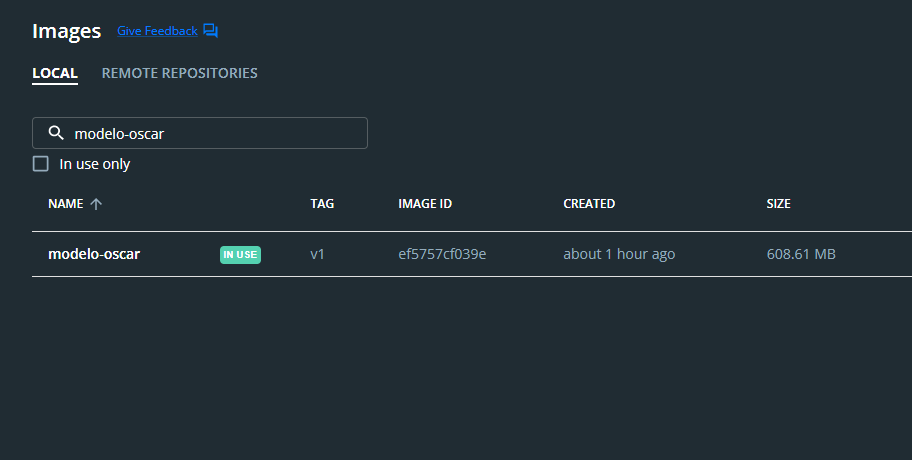 Images Give Feedback
LOCAL REMOTE REPOSITORIES
modelo-oscar
In use only
NAME TAG IMAGE ID CREATED SIZE
modelo-oscar IN USE v1 ef5757cf039e about 1 hour ago 608.61 MB